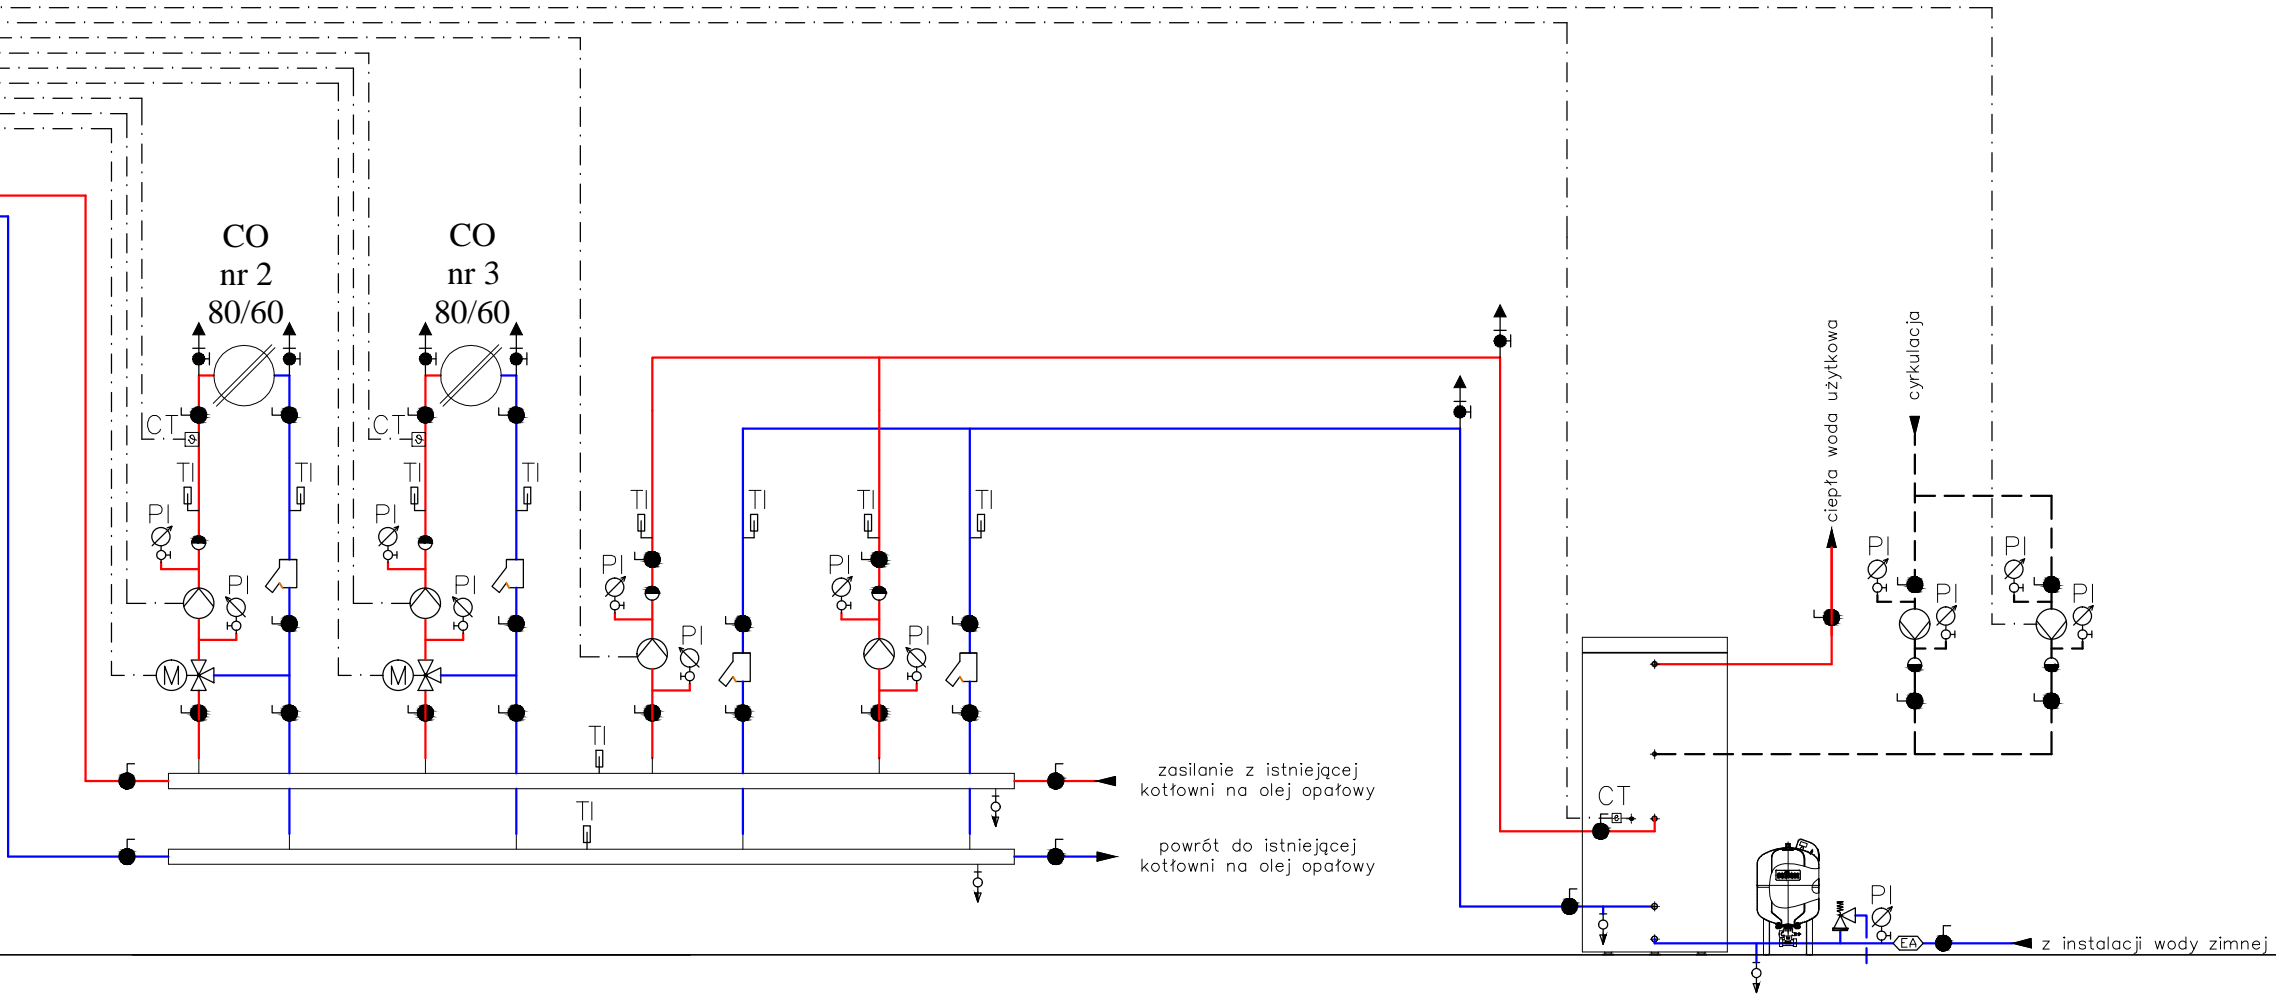 CO
nr 2
80/60
CO
nr 3
80/60
CT
CT
TI
TI
TI
TI
PI
PI
PI
PI
M
M
TI
TI
TI
TI
PI
PI
PI
PI
TI
TI
zasilanie z istniejącej
kotłowni na olej opałowy
powrót do istniejącej
kotłowni na olej opałowy
ciepła woda użytkowa
cyrkulacja
PI
PI
PI
PI
CT
PI
EA
z instalacji wody zimnej